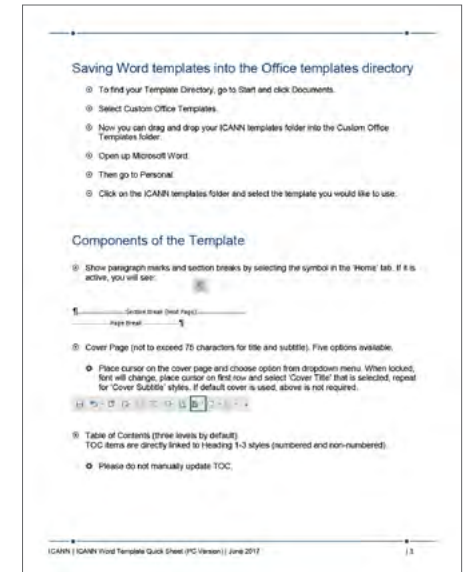 Saving Word templates into the Office templates directory
To find your Template Directory, go to Start and click Documents.
Select Custom Office Templates.
Now you can drag and drop your ICANN templates folder into the Custom Office
Templates folder.
Open up Microsoft Word.
Then go to Personal.
Click on the ICANN templates folder and select the template you would like to use.
Components of the Template
Show paragraph marks and section breaks by selecting the symbol in the 'Home' tab. If it is
active, you will see:
¶
¶ Section Break (Next Page)
Page Break ¶
Cover Page (not to exceed 75 characters for title and subtitle). Five options available.
Place cursor on the cover page and choose option from dropdown menu. When locked,
font will change, place cursor on first row and select 'Cover Title' that is selected, repeat
for 'Cover Subtitle' styles. If default cover is used, above is not required.
Table of Contents (three levels by default)
TOC items are directly linked to Heading 1-3 styles (numbered and non-numbered).
Please do not manually update TOC.
ICANN | ICANN Word Template Quick Sheet (PC Version) | June 2017 | 3